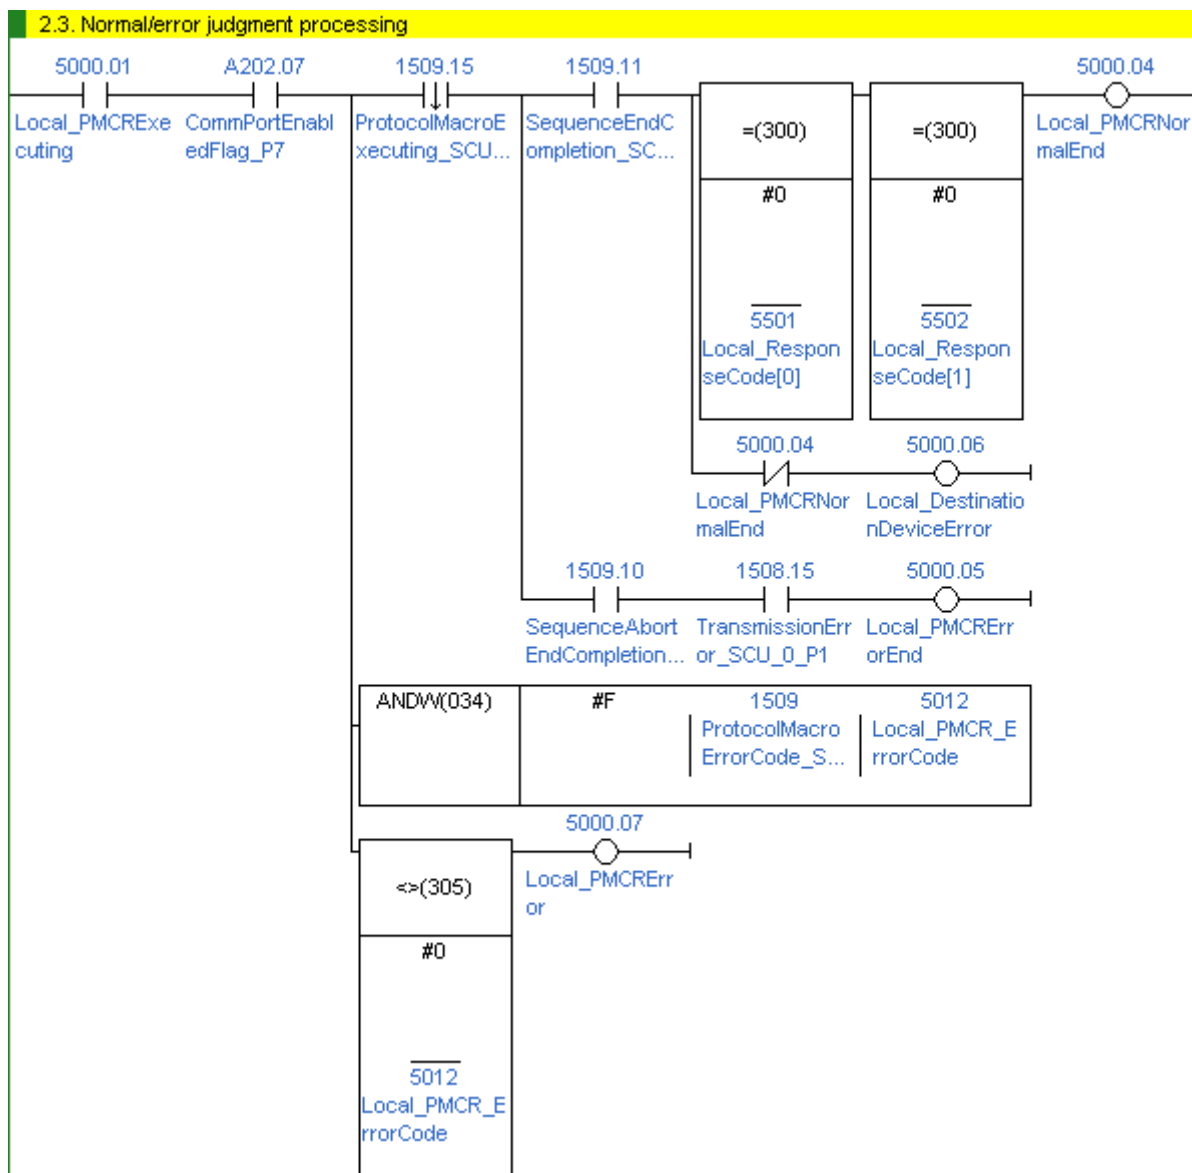 2.3. Normal/error judgment processing
5000.01 A202.07 1509.15 1509.11 5000.04
Local_PMCRExe CommPortEnabl ProtocolMacroE SequenceEndC =(300) =(300) Local_PMCRNor
cuting edFlag_P7 xecuting_SCU... ompletion_SC... malEnd
#0 #0
5501 5502
Local_Respon Local_Respon
seCode[0] seCode[1]
5000.04 5000.06
Local_PMCRNor Local_Destinatio
malEnd nDeviceError
1509.10 1508.15 5000.05
SequenceAbort TransmissionErr Local_PMCRErr
EndCompletion... or_SCU_0_P1 orEnd
ANDW(034) #F 1509 5012
ProtocolMacro Local_PMCR_E
ErrorCode_S... rrorCode
5000.07
<>(305) Local_PMCRErr
or
#0
5012
Local_PMCR_E
rrorCode